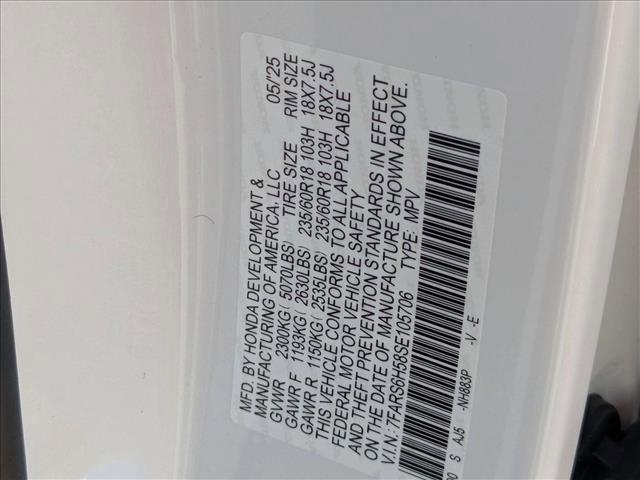 MFD. BY HONDA DEVELOPMENT &
MANUFACTURING OF AMERICA, LLC 05/'25
GVWR 2300KG( 5070LBS) TIRE SIZE RIM SIZE
GAWR F 1193KG( 2630LBS) 235/60R18 103H 18X7.5J
GAWR R 1150KG( 2535LBS) 235/60R18 103H 18X7.5J
THIS VEHICLE CONFORMS TO ALL APPLICABLE
FEDERAL MOTOR VEHICLE SAFETY
AND THEFT PREVENTION STANDARDS IN EFFECT
ON THE DATE OF MANUFACTURE SHOWN ABOVE.
V.I.N.: 7FARS6H58SE105706 TYPE: MPV
S AJ5 -NH883P -V -E